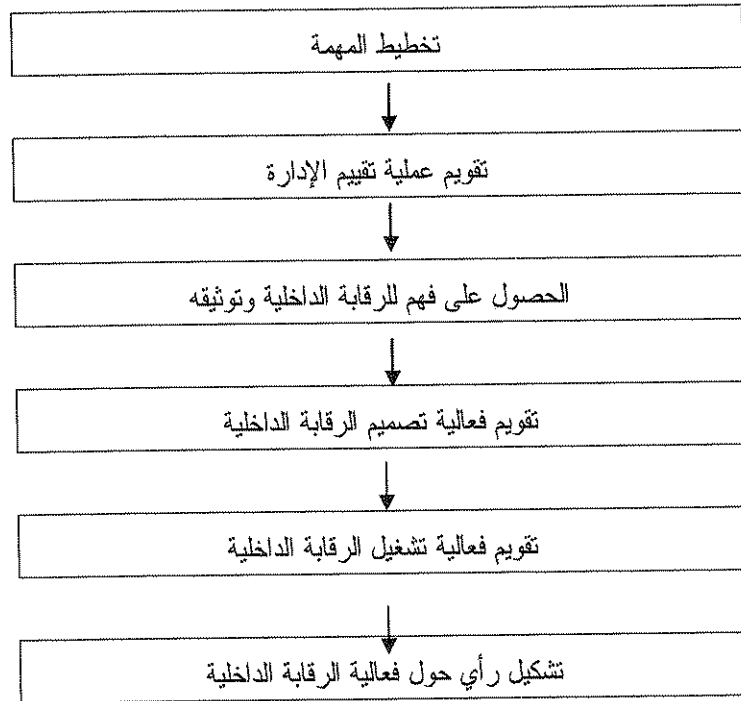 تخطيط المهمة
تقويم عملية تقييم الإدارة
الحصول على فهم للرقابة الداخلية وتوثيقه
تقويم فعالية تصميم الرقابة الداخلية
تقويم فعالية تشغيل الرقابة الداخلية
تشكيل رأي حول فعالية الرقابة الداخلية